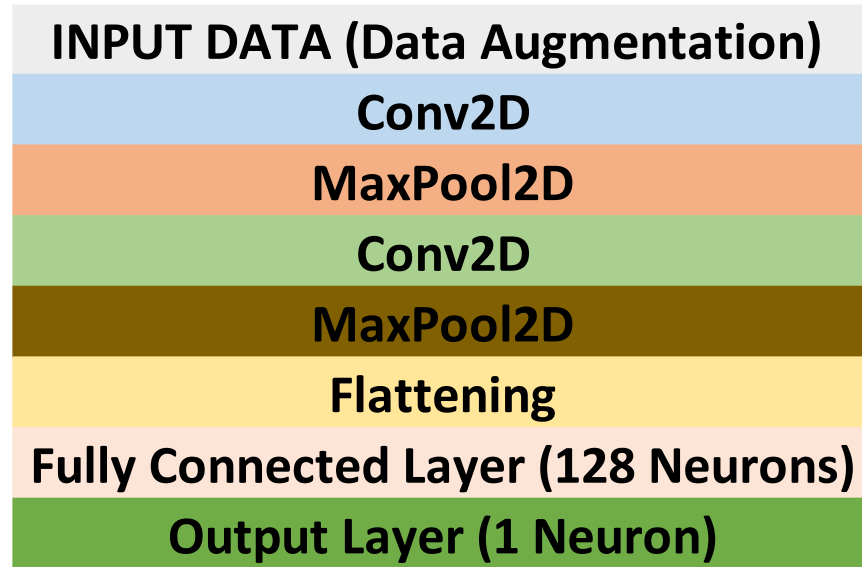 INPUT DATA (Data Augmentation)
Conv2D
MaxPool2D
Conv2D
MaxPool2D
Flattening
Fully Connected Layer (128 Neurons)
Output Layer (1 Neuron)